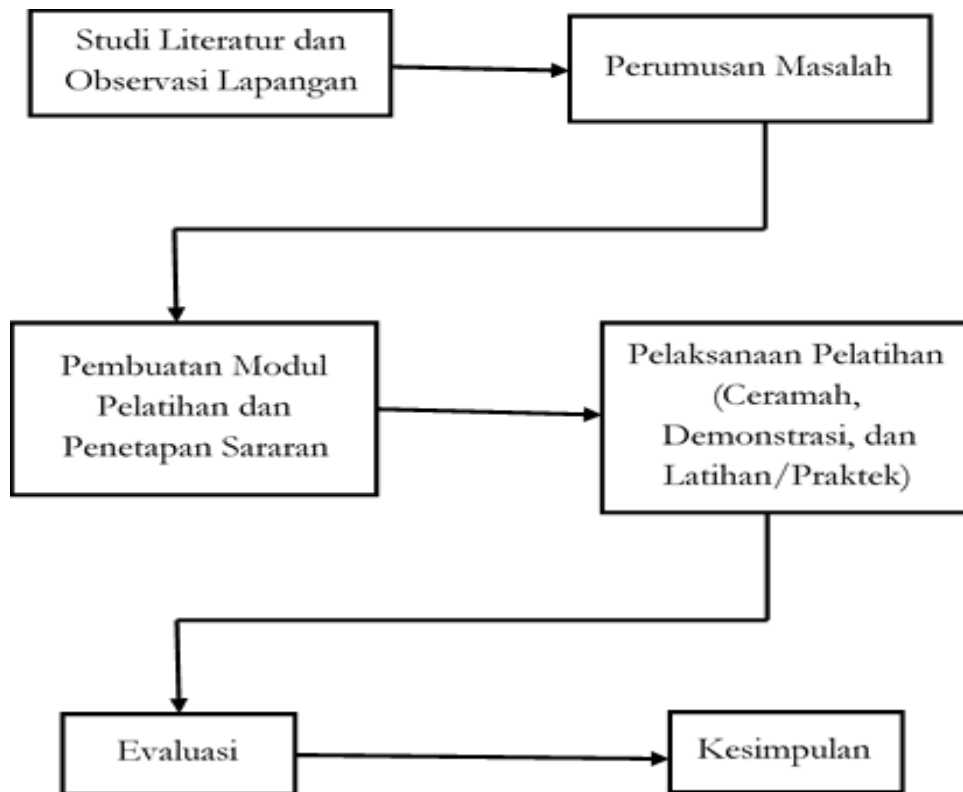 Studi Literatur dan
Observasi Lapangan
Perumusan Masalah
Pembuatan Modul
Pelatihan dan
Penetapan Sararan
Pelaksanaan Pelatihan
(Ceramah,
Demonstrasi, dan
Latihan/Praktek)
Evaluasi
Kesimpulan